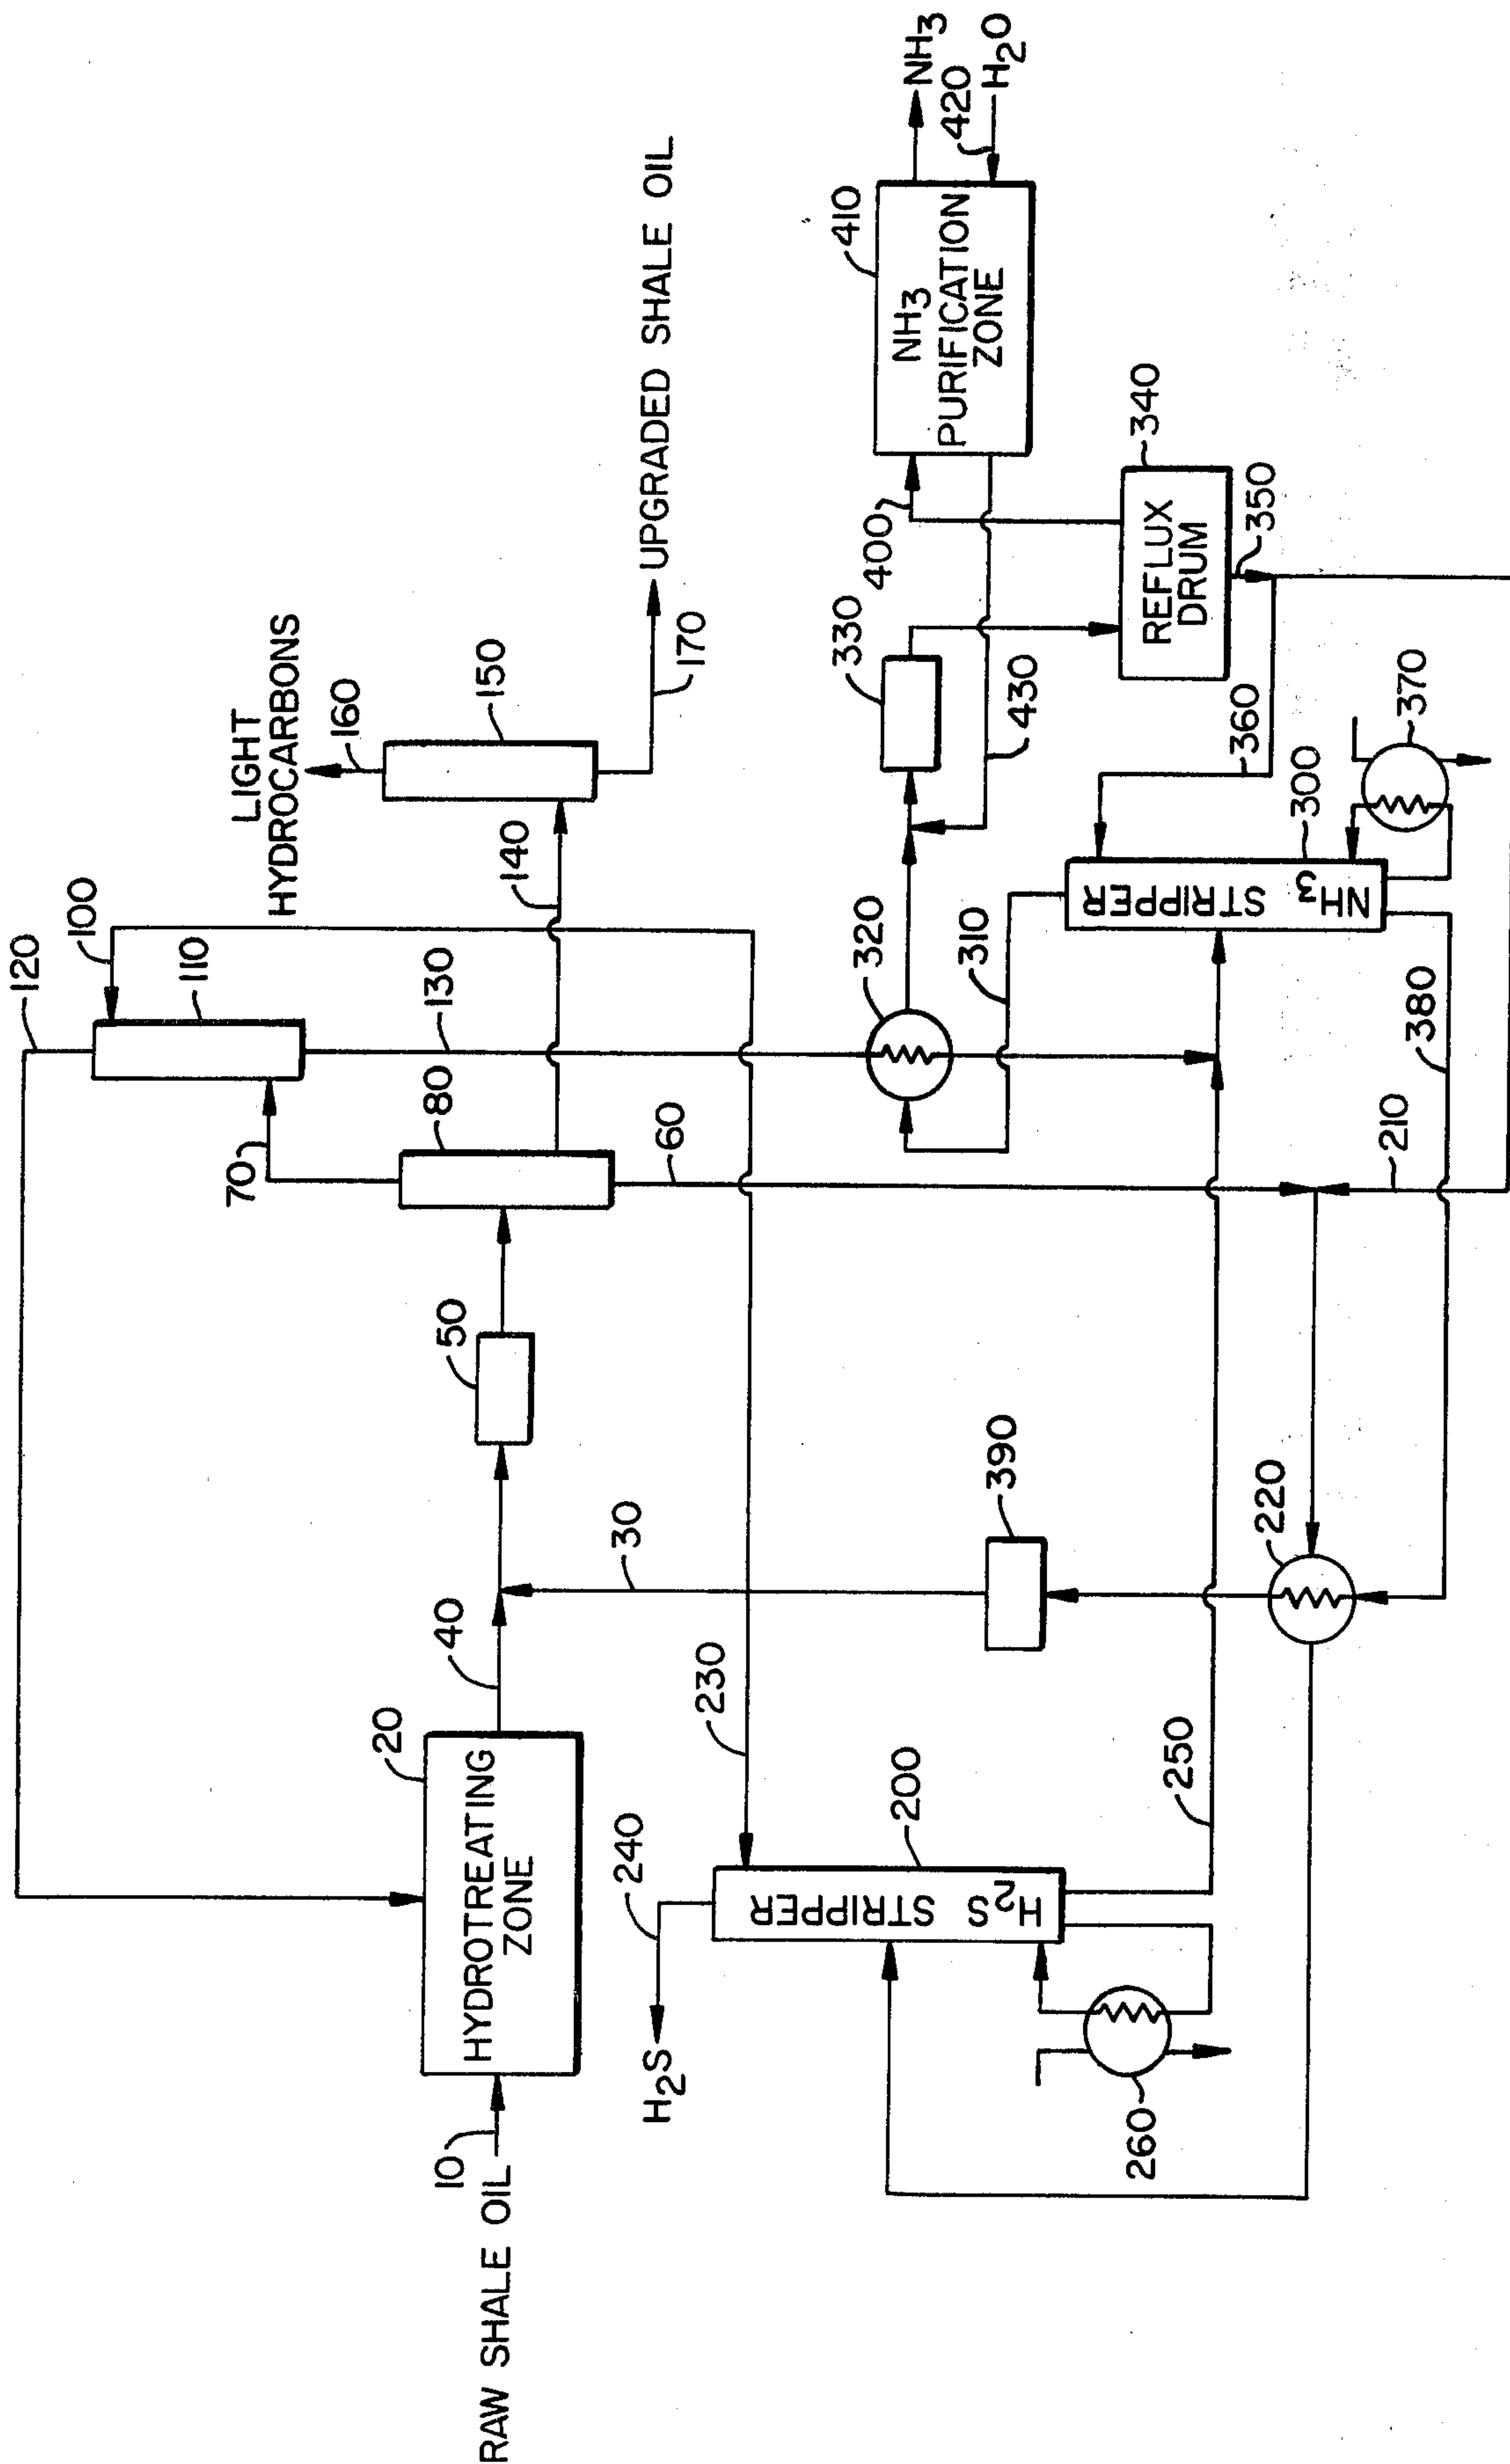 120
100
110
70
130
80
60
LIGHT
HYDROCARBONS
160
150
140
170
UPGRADED SHALE OIL
RAW SHALE OIL
10
20
HYDROTREATING
ZONE
40
50
30
390
H2S
240
230
200
H2S
STRIPPER
250
260
220
210
380
310
320
330
430
400
410
NH3
PURIFICATION
ZONE
NH3
420
H2O
340
REFLUX
DRUM
350
360
300
NH3
STRIPPER
370